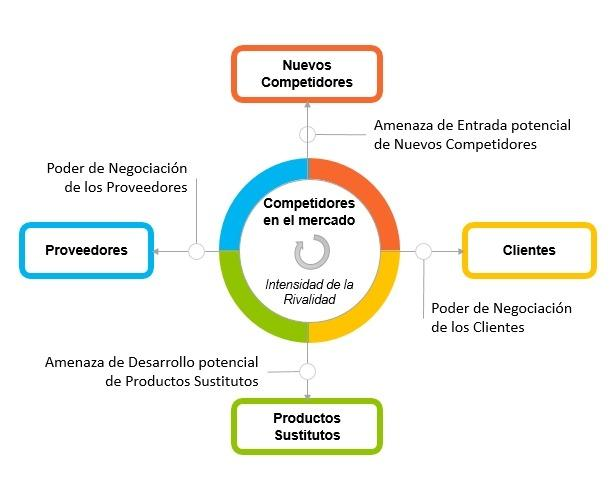 Nuevos
Competidores
Amenaza de Entrada potencial
de Nuevos Competidores
Poder de Negociación
de los Proveedores
Competidores
en el mercado
Proveedores
Clientes
Intensidad de la
Rivalidad
Poder de Negociación
de los Clientes
Amenaza de Desarrollo potencial
de Productos Sustitutos
Productos
Sustitutos